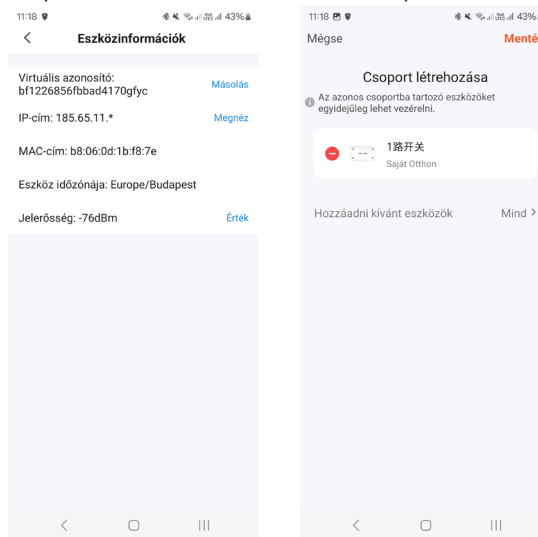 11:18 43%
Eszközinformációk
Virtuális azonosító:
bf1226856fbbad4170gfyc
Másolás
IP-cím: 185.65.11.*
Megnéz
MAC-cím: b8:06:0d:1b:f8:7e
Eszköz időzónája: Europe/Budapest
Jelerősség: -76dBm
Érték
11:18 43%
Mégse
Menté
Csoport létrehozása
Az azonos csoportba tartozó eszközöket
egyidejűleg lehet vezérelni.
1路开关
Saját Otthon
Hozzáadni kívánt eszközök
Mind >